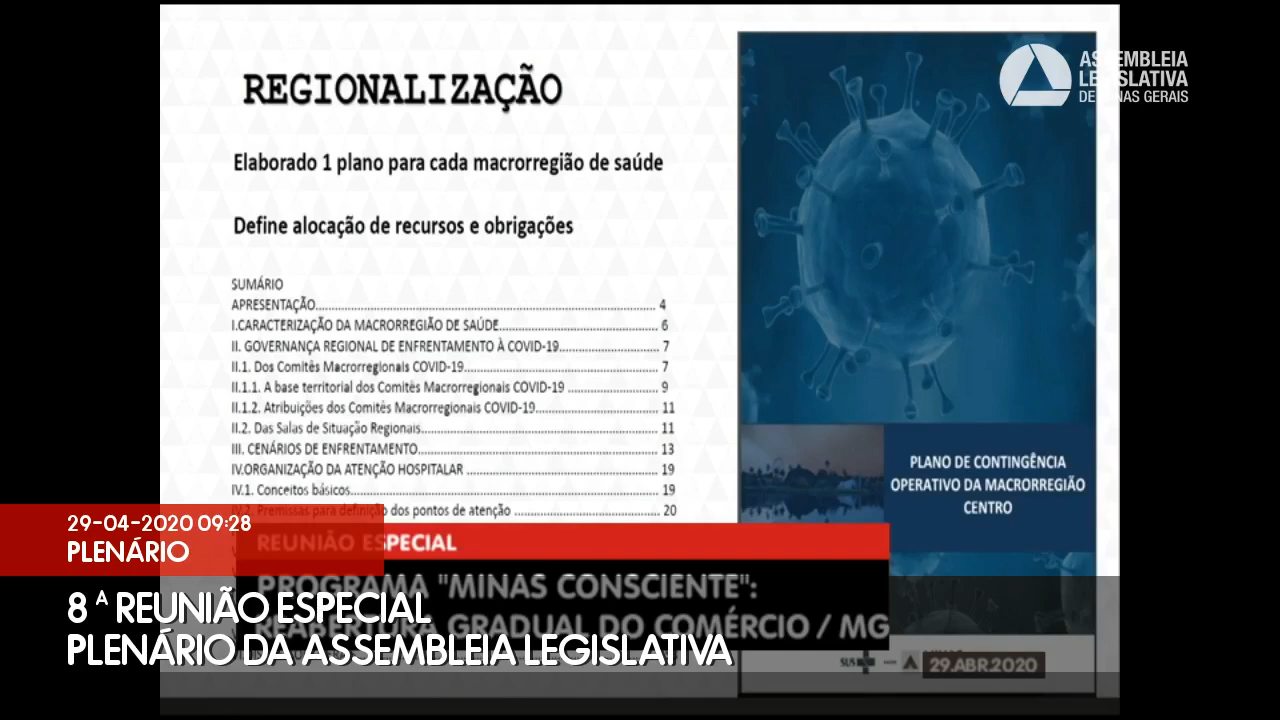 REGIONALIZAÇÃO
ASSEMBLEIA
LEGISLATIVA
DE MINAS GERAIS
Elaborado 1 plano para cada macrorregião de saúde
Define alocação de recursos e obrigações
SUMÁRIO
APRESENTAÇÃO.......... 4
I.CARACTERIZAÇÃO DA MACRORREGIÃO DE SAÚDE.......... 6
II. GOVERNANÇA REGIONAL DE ENFRENTAMENTO À COVID-19.......... 7
II.1. Dos Comitês Macrorregionais COVID-19.......... 7
II.1.1. A base territorial dos Comitês Macrorregionais COVID-19 .......... 9
II.1.2. Atribuições dos Comitês Macrorregionais COVID-19.......... 11
II.2. Das Salas de Situação Regionais.......... 11
III. CENÁRIOS DE ENFRENTAMENTO.......... 13
IV.ORGANIZAÇÃO DA ATENÇÃO HOSPITALAR .......... 19
IV.1. Conceitos básicos.......... 19
IV.2. Premissas para definição dos pontos de atenção .......... 20
PLANO DE CONTINGÊNCIA
OPERATIVO DA MACRORREGIÃO
CENTRO
29-04-2020 09:28
PLENÁRIO
REUNIÃO ESPECIAL
PROGRAMA "MINAS CONSCIENTE":
GRADUAL DO COMÉRCIO / MG
8ª REUNIÃO ESPECIAL
PLENÁRIO DA ASSEMBLEIA LEGISLATIVA
SUS
29.ABR.2020